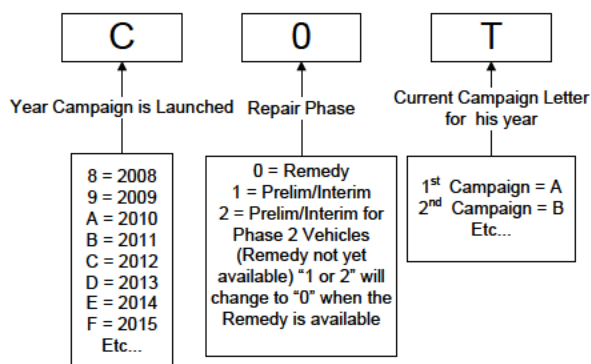 C
0
T
Year Campaign is Launched
Repair Phase
Current Campaign Letter
for his year
8 = 2008
9 = 2009
A = 2010
B = 2011
C = 2012
D = 2013
E = 2014
F = 2015
Etc...
0 = Remedy
1 = Prelim/Interim
2 = Prelim/Interim for
Phase 2 Vehicles
(Remedy not yet
available) “1 or 2” will
change to “0” when the
Remedy is available
1st Campaign = A
2nd Campaign = B
Etc...